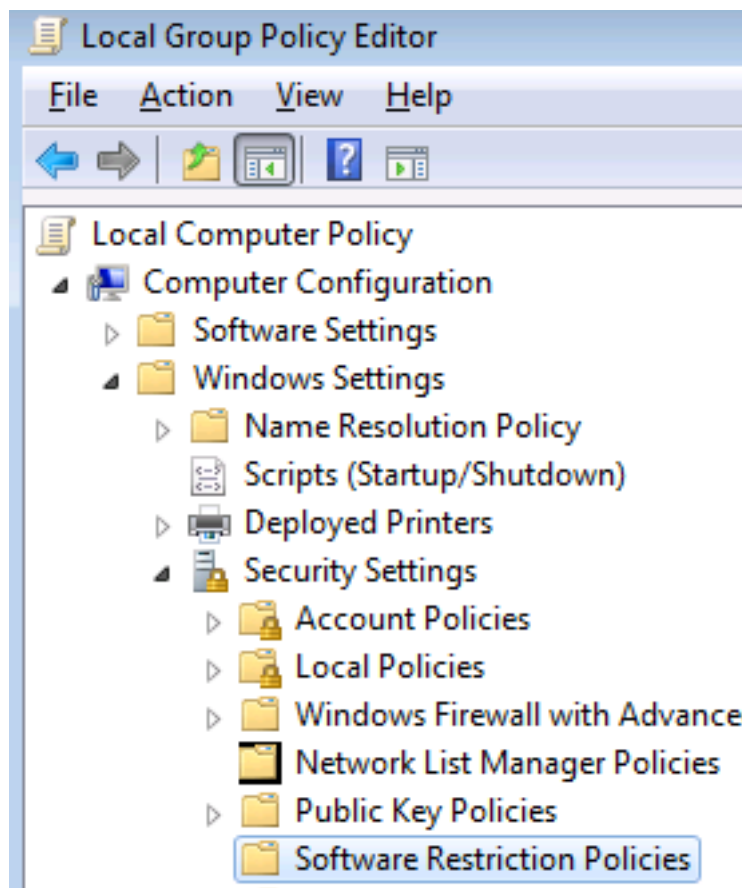 Local Group Policy Editor
File Action View Help
Local Computer Policy
Computer Configuration
Software Settings
Windows Settings
Name Resolution Policy
Scripts (Startup/Shutdown)
Deployed Printers
Security Settings
Account Policies
Local Policies
Windows Firewall with Advance
Network List Manager Policies
Public Key Policies
Software Restriction Policies